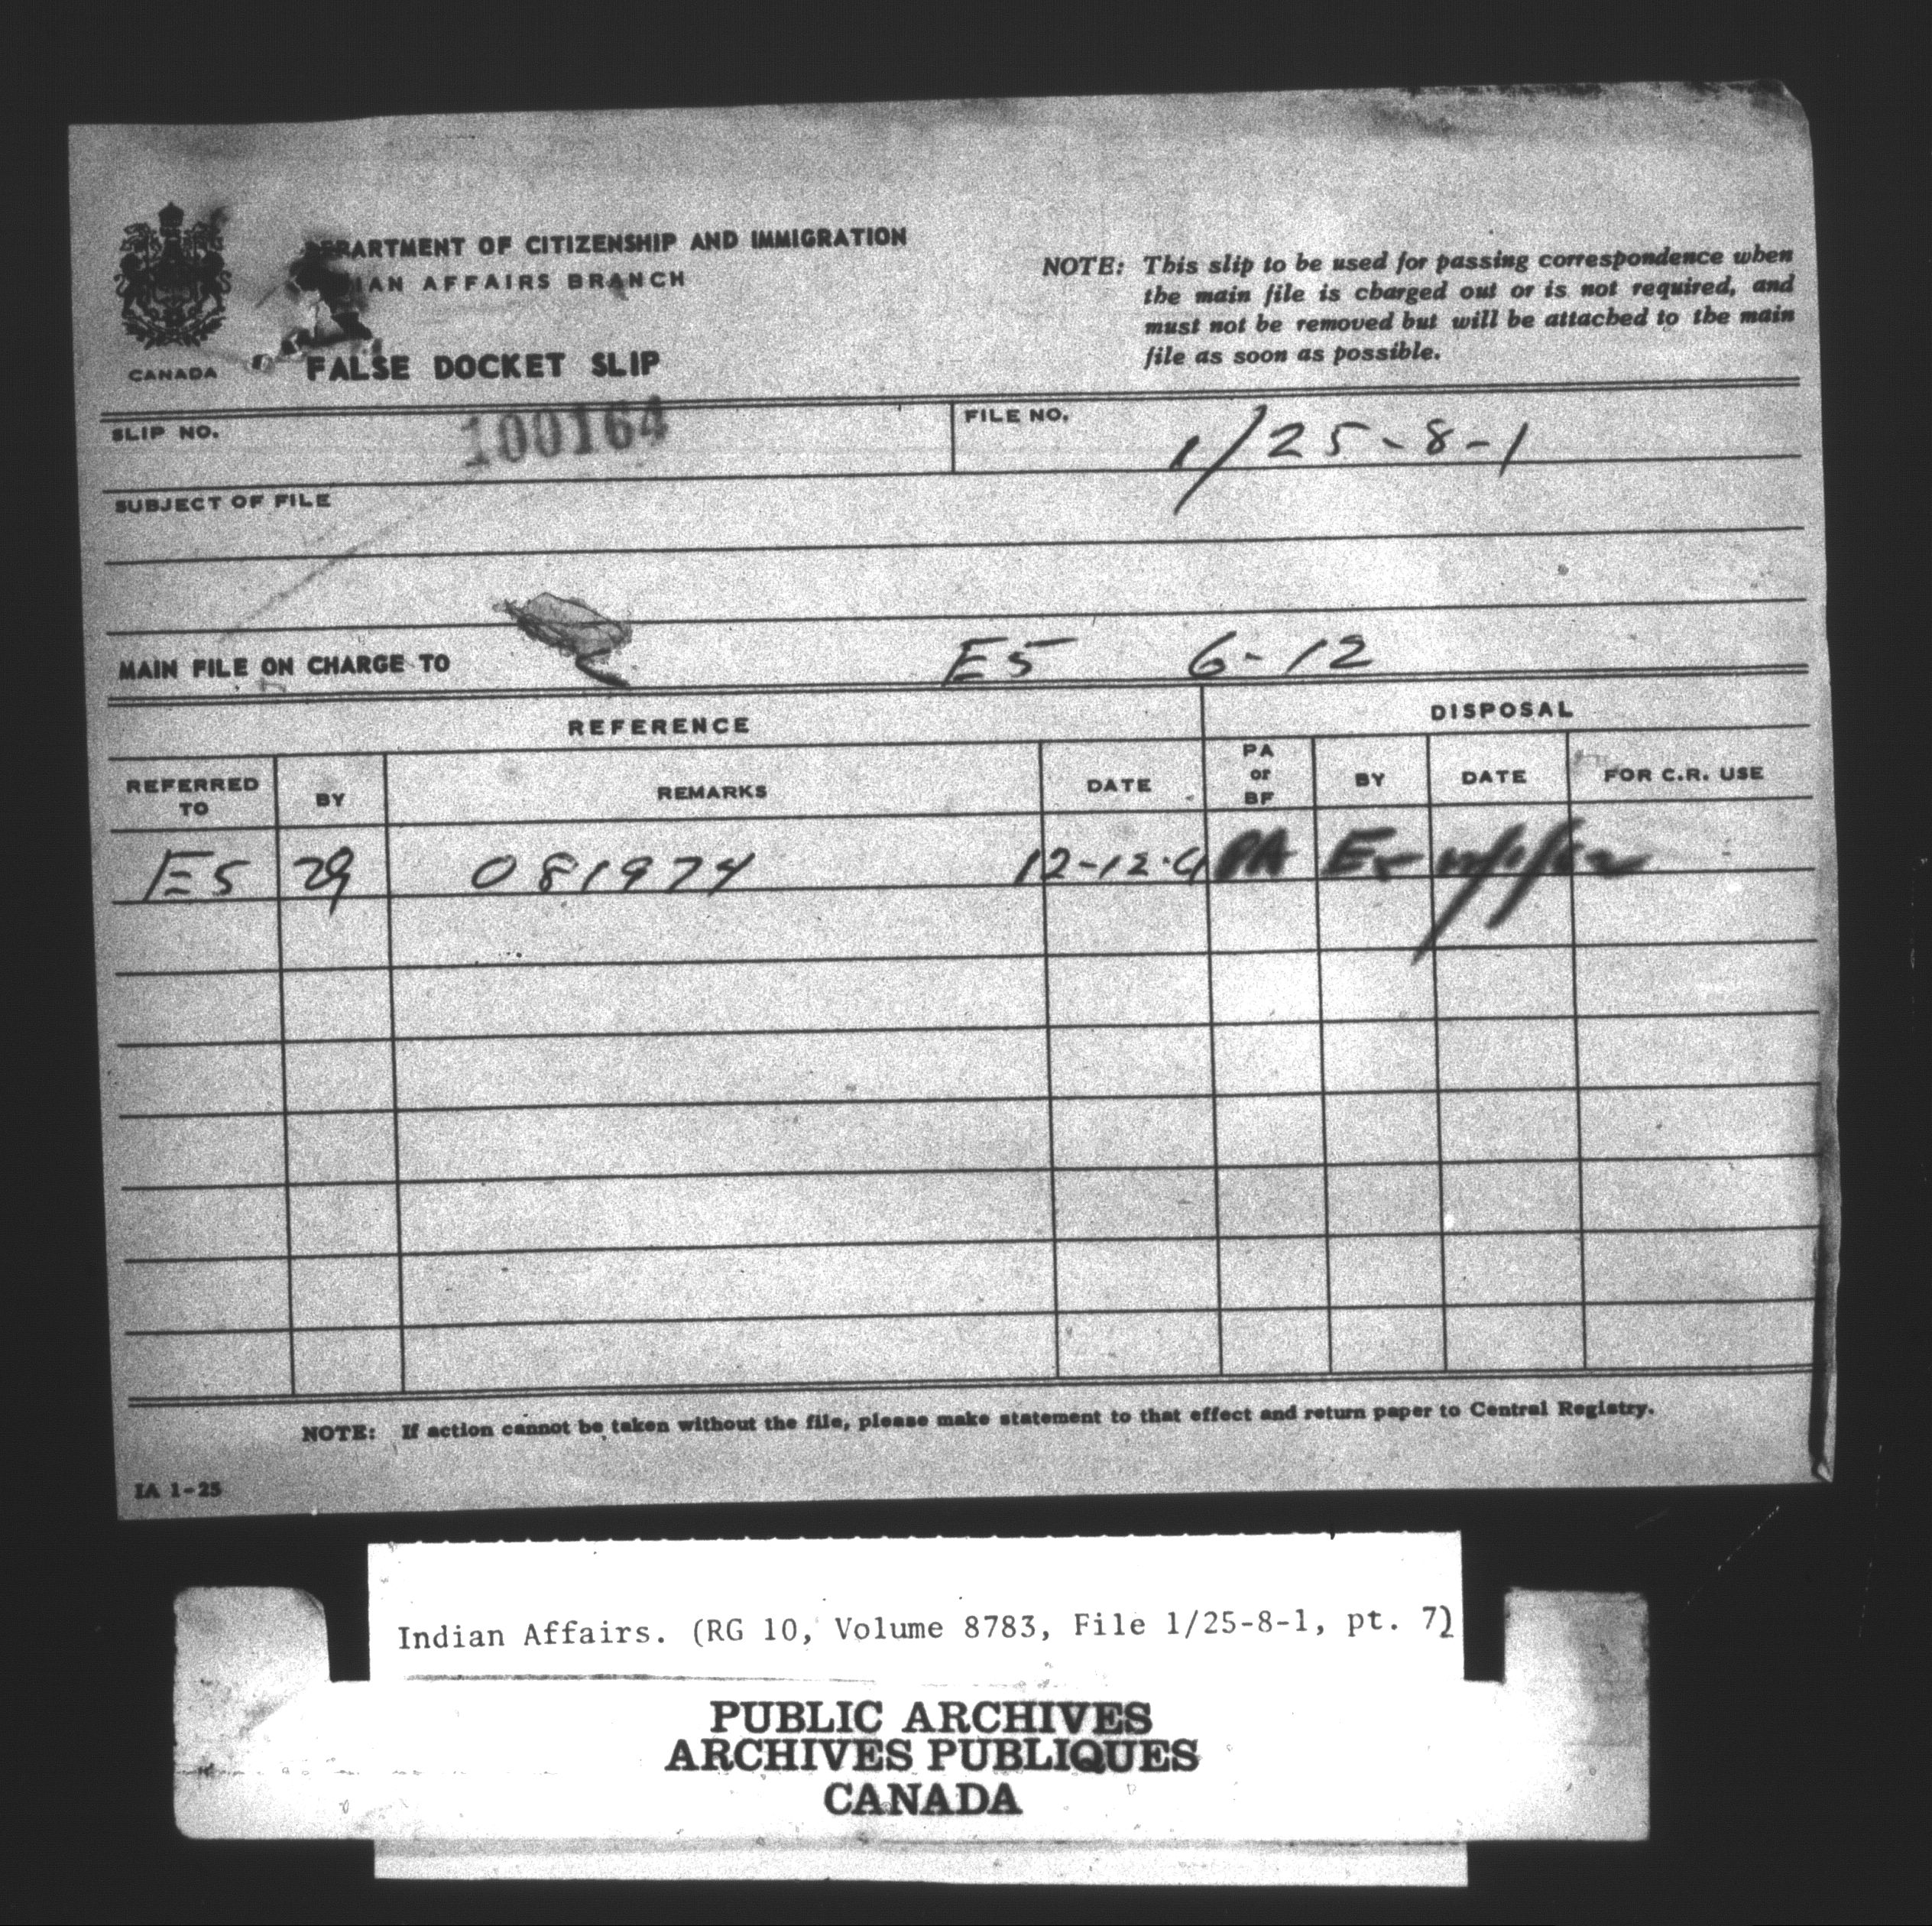 DEPARTMENT OF CITIZENSHIP AND IMMIGRATION
IAN AFFAIRS BRANCH
FALSE DOCKET SLIP
CANADA
NOTE: This slip to be used for passing correspondence when
the main file is charged out or is not required, and
must not be removed but will be attached to the main
file as soon as possible.
SLIP NO. 100164
FILE NO. 1/25-8-1
SUBJECT OF FILE
MAIN FILE ON CHARGE TO E5 6-12
REFERENCE DISPOSAL
REFERRED TO BY REMARKS DATE PA or BF BY DATE FOR C.R. USE
E5 081974 12-12. PA E5
NOTE: If action cannot be taken without the file, please make statement to that effect and return paper to Central Registry.
IA 1-25
Indian Affairs. (RG 10, Volume 8783, File 1/25-8-1, pt. 7)
PUBLIC ARCHIVES
ARCHIVES PUBLIQUES
CANADA